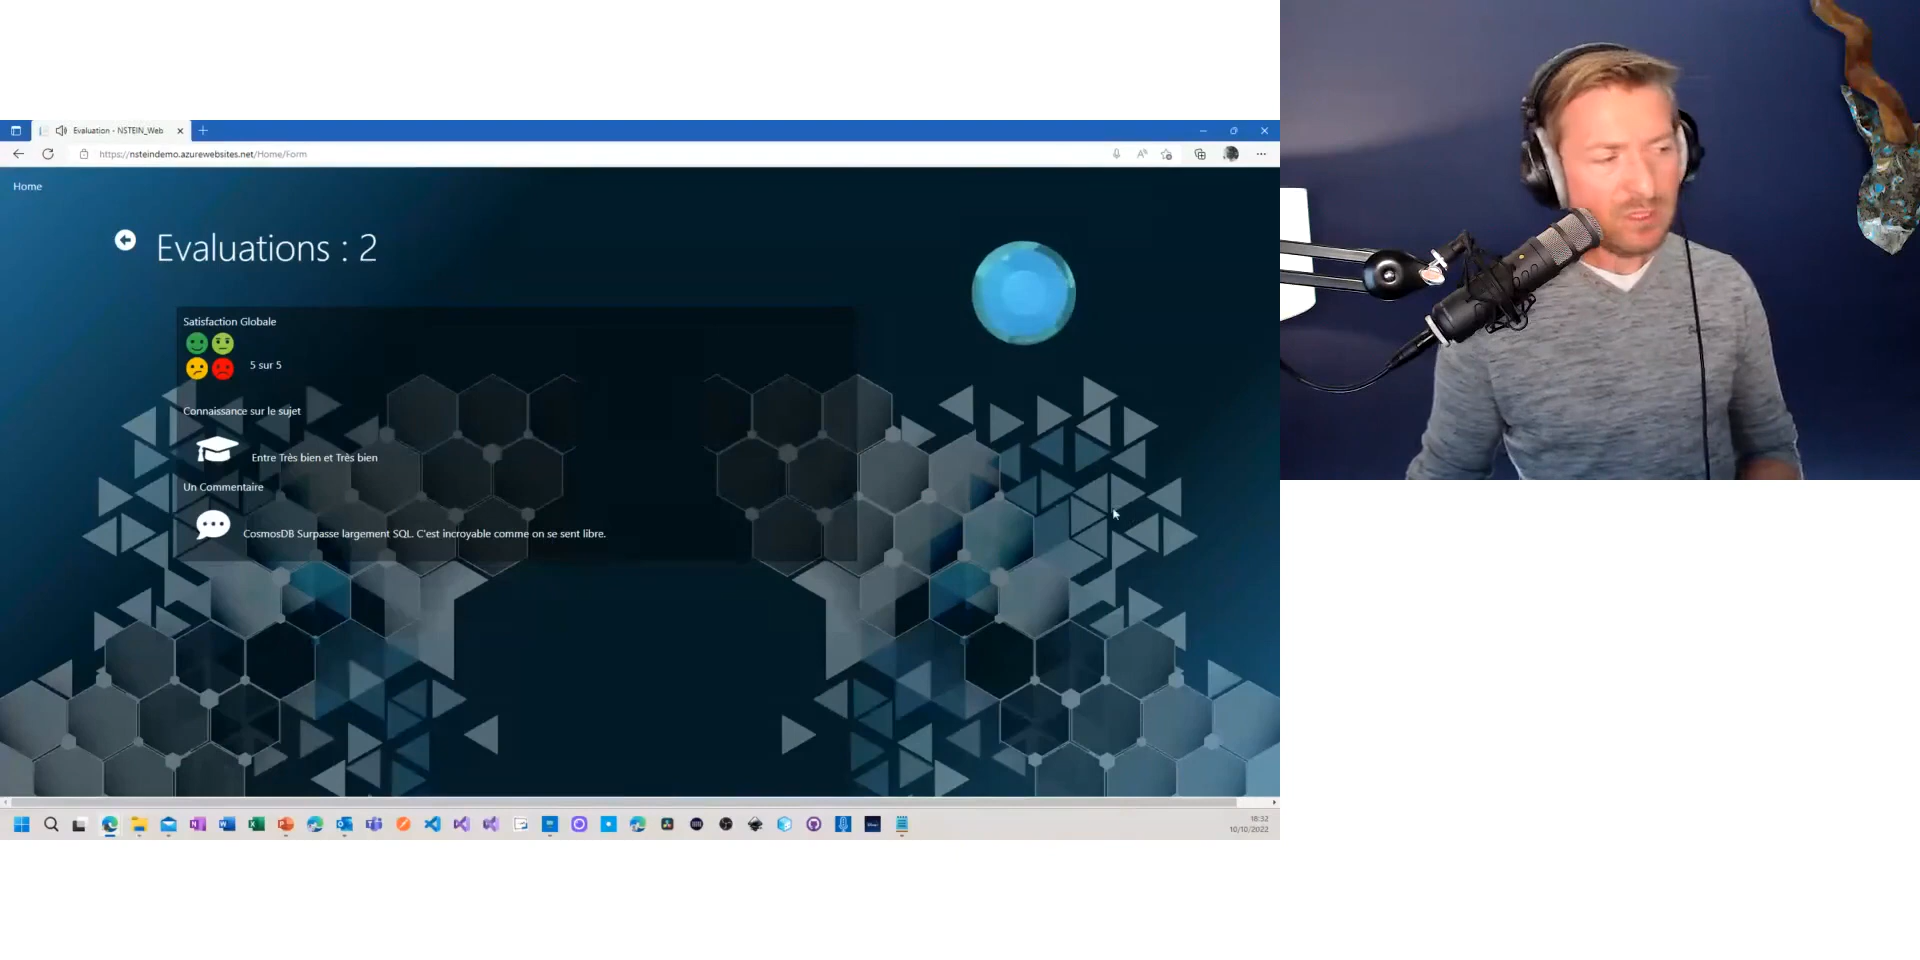 Evaluation - NSTEIN_Web
https://nsteindemo.azurewebsites.net/Home/Form
Home
Evaluations : 2
Satisfaction Globale
5 sur 5
Connaissance sur le sujet
Entre Très bien et Très bien
Un Commentaire
CosmosDB Surpasse largement SQL. C'est incroyable comme on se sent libre.
18:32
10/10/2022